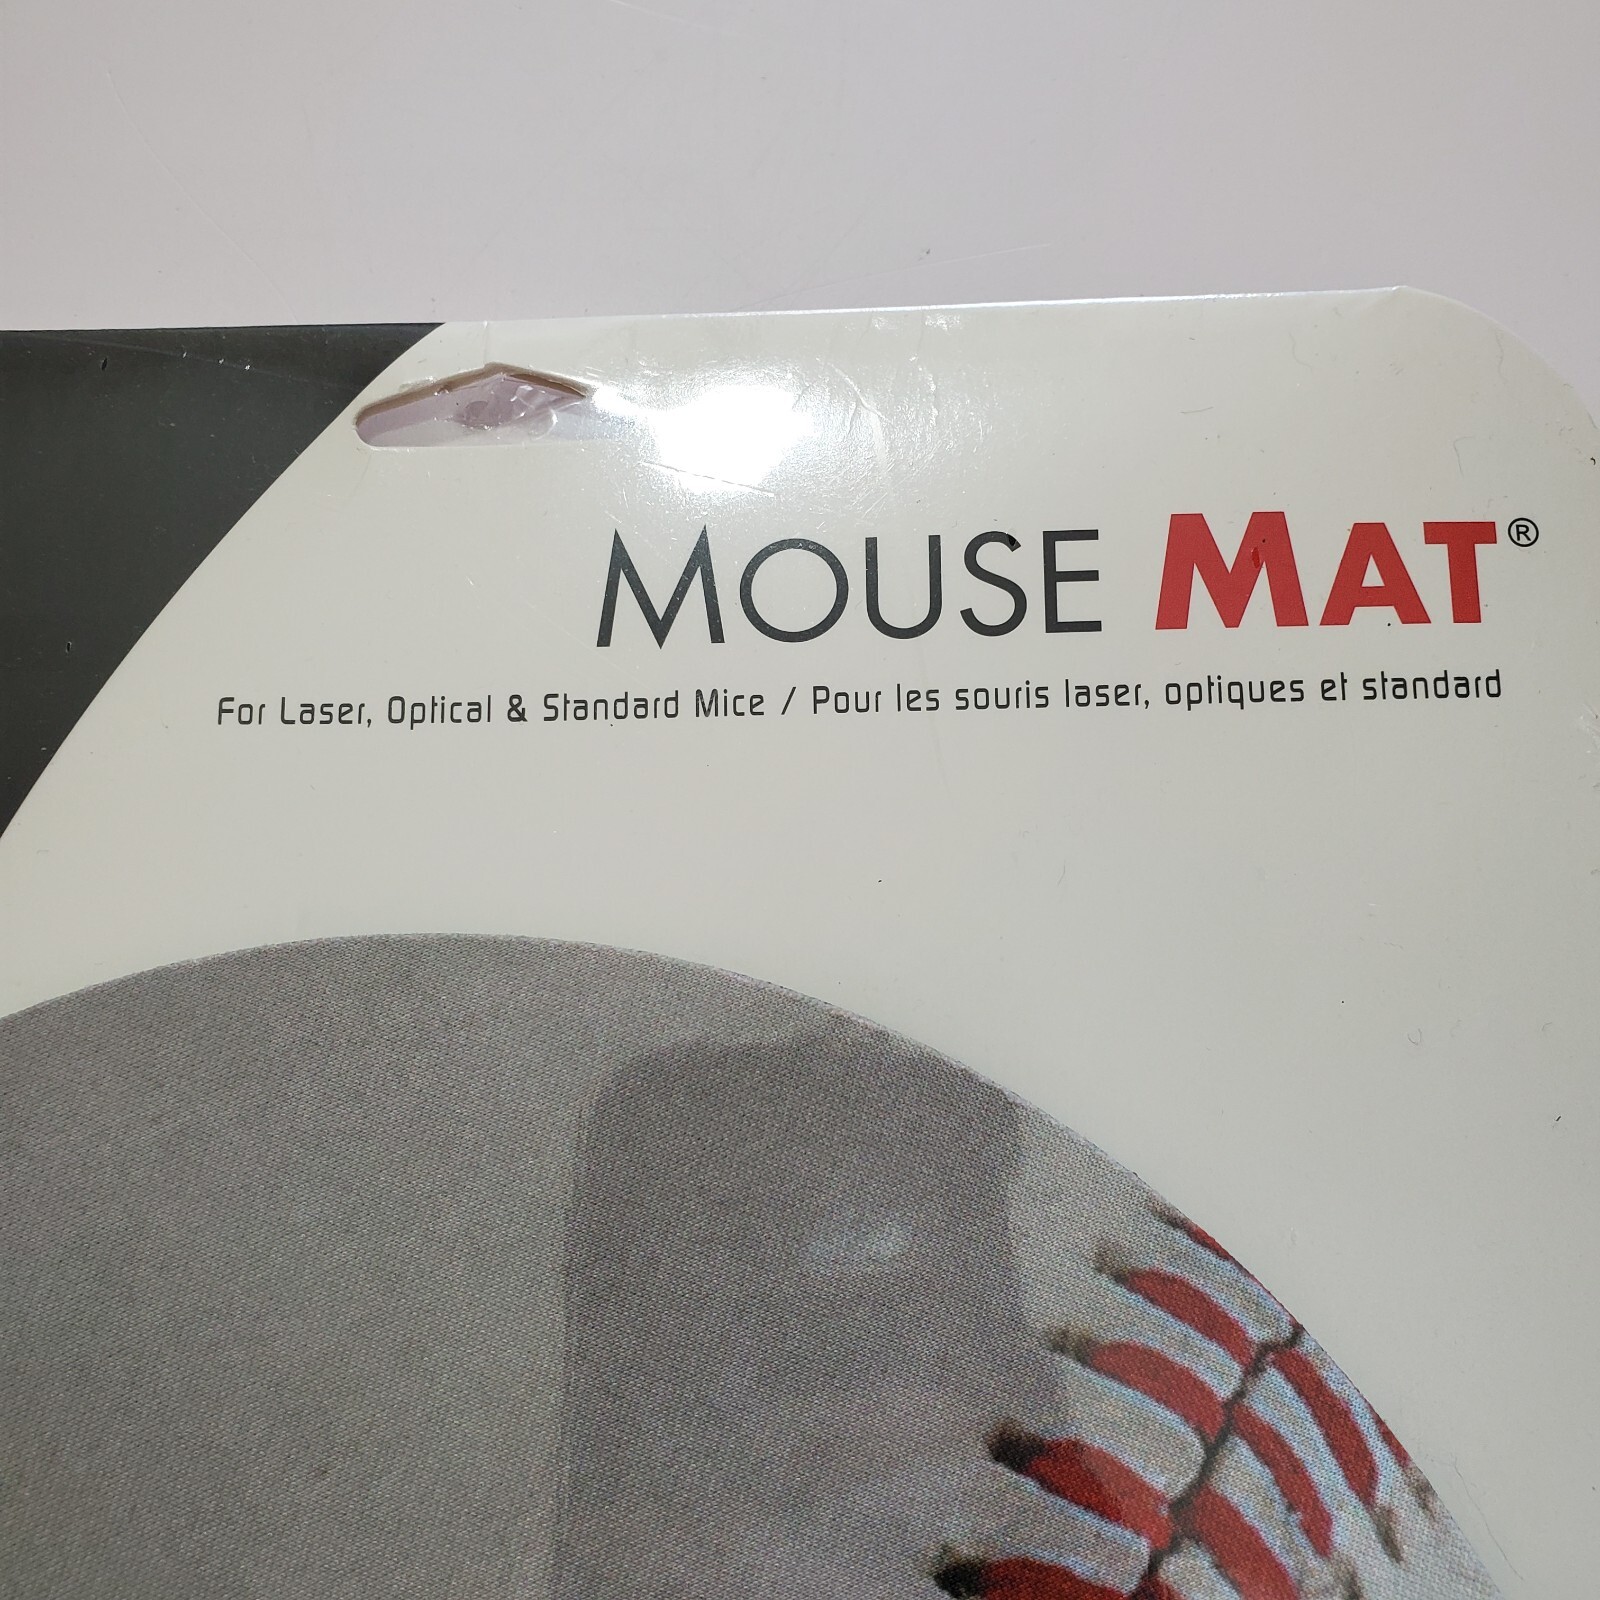 MOUSE MAT®
For Laser, Optical & Standard Mice / Pour les souris laser, optiques et standard